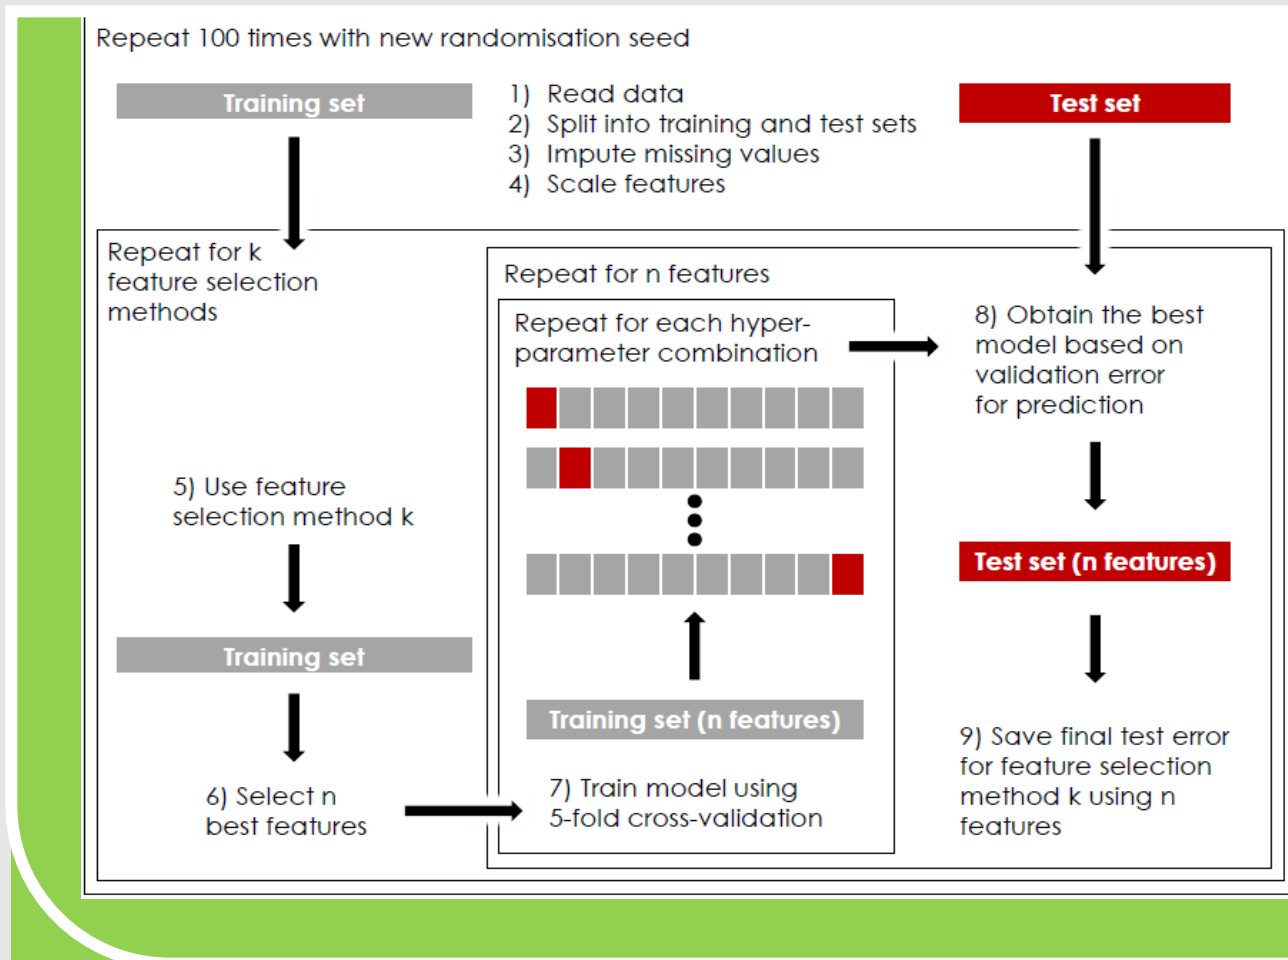 Repeat 100 times with new randomisation seed
Training set
1) Read data
2) Split into training and test sets
3) Impute missing values
4) Scale features
Test set
Repeat for k
feature selection
methods
5) Use feature
selection method k
Training set
6) Select n
best features
Repeat for n features
Repeat for each hyper-
parameter combination
Training set (n features)
7) Train model using
5-fold cross-validation
8) Obtain the best
model based on
validation error
for prediction
Test set (n features)
9) Save final test error
for feature selection
method k using n
features